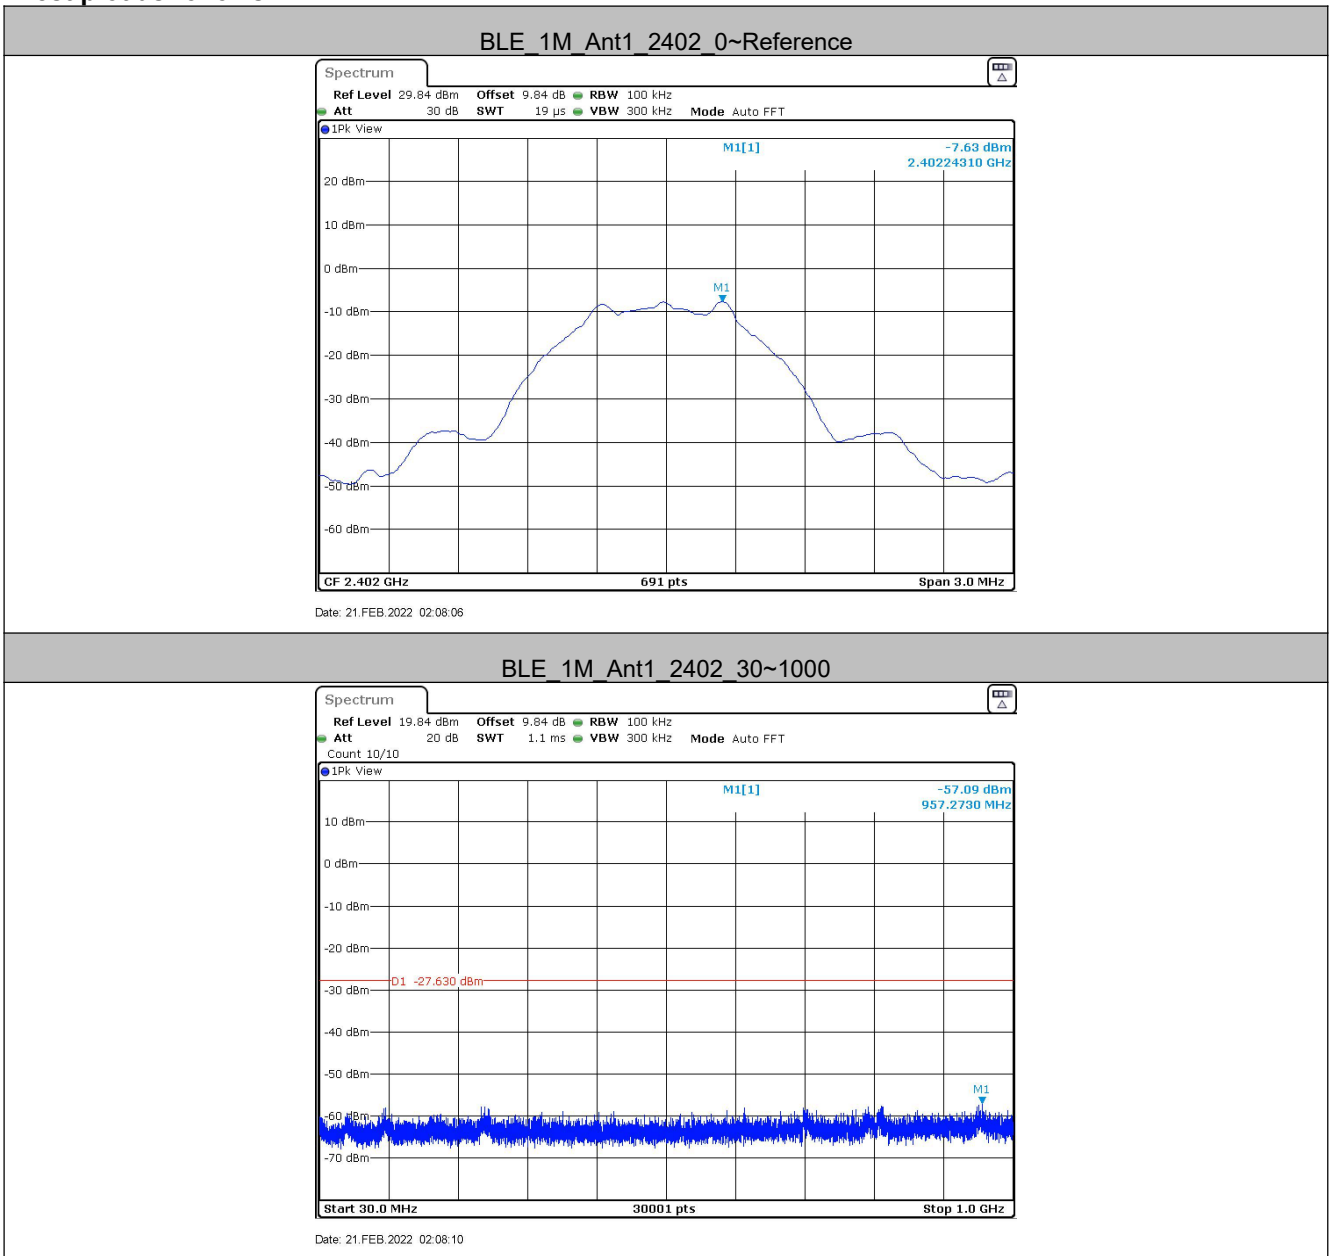 BLE_1M_Ant1_2402_0~Reference
Spectrum
Ref Level 29.84 dBm Offset 9.84 dB RBW 100 kHz
Att 30 dB SWT 19 µs VBW 300 kHz Mode Auto FFT
1Pk View
M1[1] -7.63 dBm
2.40224310 GHz
20 dBm
10 dBm
0 dBm
M1
-10 dBm
-20 dBm
-30 dBm
-40 dBm
-50 dBm
-60 dBm
CF 2.402 GHz 691 pts Span 3.0 MHz
Date: 21.FEB.2022 02:08:06
BLE_1M_Ant1_2402_30~1000
Spectrum
Ref Level 19.84 dBm Offset 9.84 dB RBW 100 kHz
Att 20 dB SWT 1.1 ms VBW 300 kHz Mode Auto FFT
Count 10/10
1Pk View
M1[1] -57.09 dBm
957.2730 MHz
10 dBm
0 dBm
-10 dBm
-20 dBm
D1 -27.630 dBm
-30 dBm
-40 dBm
-50 dBm
M1
-60 dBm
-70 dBm
Start 30.0 MHz 30001 pts Stop 1.0 GHz
Date: 21.FEB.2022 02:08:10